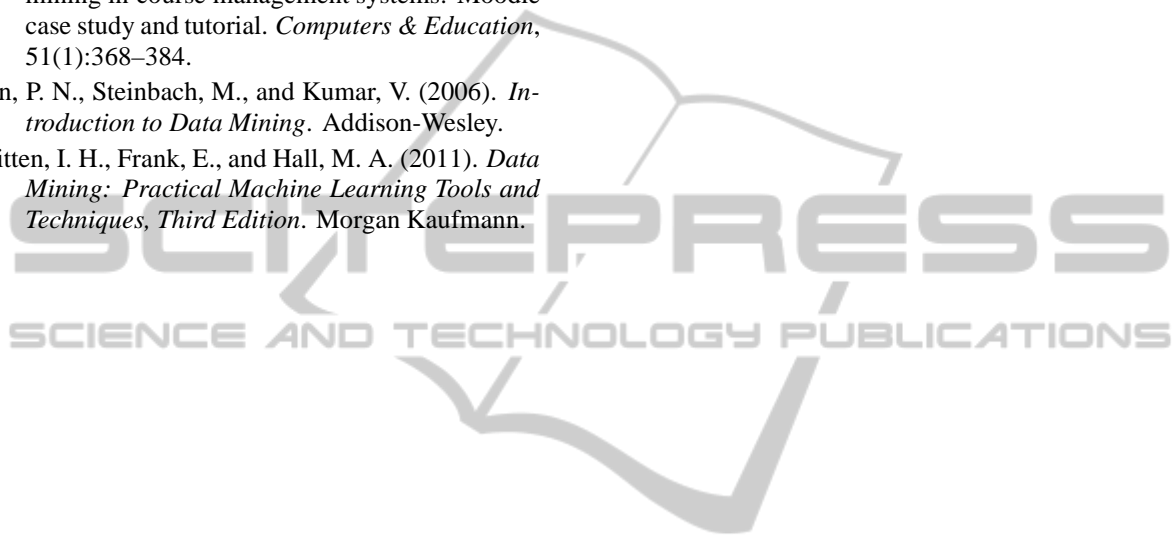 mining in course management systems: Moodle
case study and tutorial. Computers & Education,
51(1):368–384.
n, P. N., Steinbach, M., and Kumar, V. (2006). In-
troduction to Data Mining. Addison-Wesley.
itten, I. H., Frank, E., and Hall, M. A. (2011). Data
Mining: Practical Machine Learning Tools and
Techniques, Third Edition. Morgan Kaufmann.
SCITEPRESS
SCIENCE AND TECHNOLOGY PUBLICATIONS